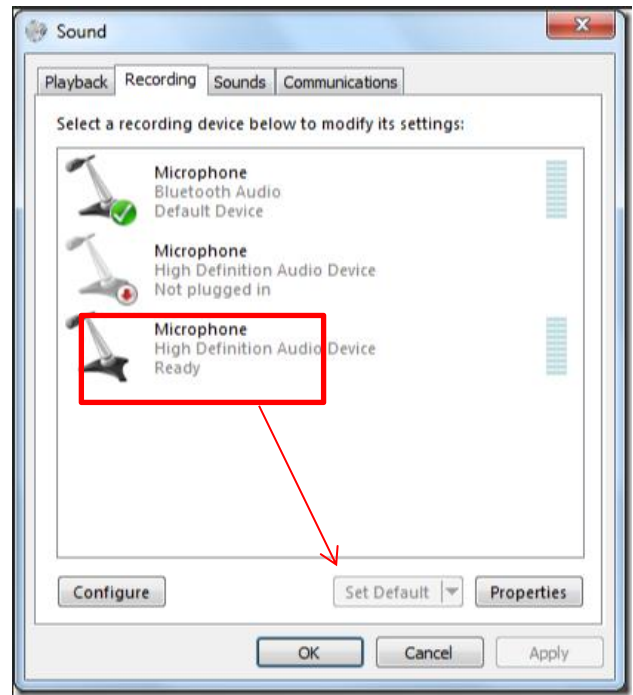 Sound
Playback Recording Sounds Communications
Select a recording device below to modify its settings:
Microphone
Bluetooth Audio
Default Device
Microphone
High Definition Audio Device
Not plugged in
Microphone
High Definition Audio Device
Ready
Configure Set Default Properties
OK Cancel Apply